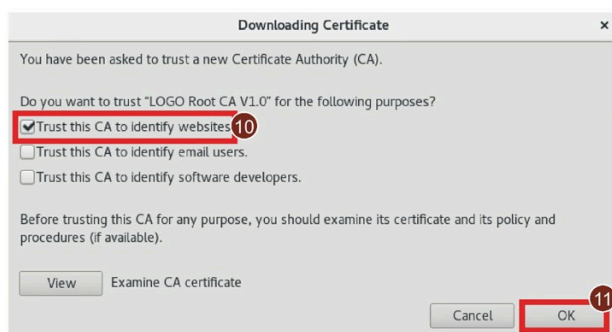 Downloading Certificate ×
You have been asked to trust a new Certificate Authority (CA).
Do you want to trust “LOGO Root CA V1.0” for the following purposes?
Trust this CA to identify websites 10
Trust this CA to identify email users.
Trust this CA to identify software developers.
Before trusting this CA for any purpose, you should examine its certificate and its policy and
procedures (if available).
View Examine CA certificate
11
Cancel OK